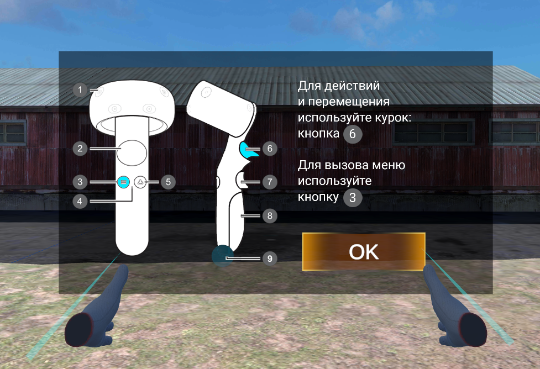 1
2
3
4
5
6
7
8
9
Для действий
и перемещения
используйте курок:
кнопка 6
Для вызова меню
используйте
кнопку 3
OK